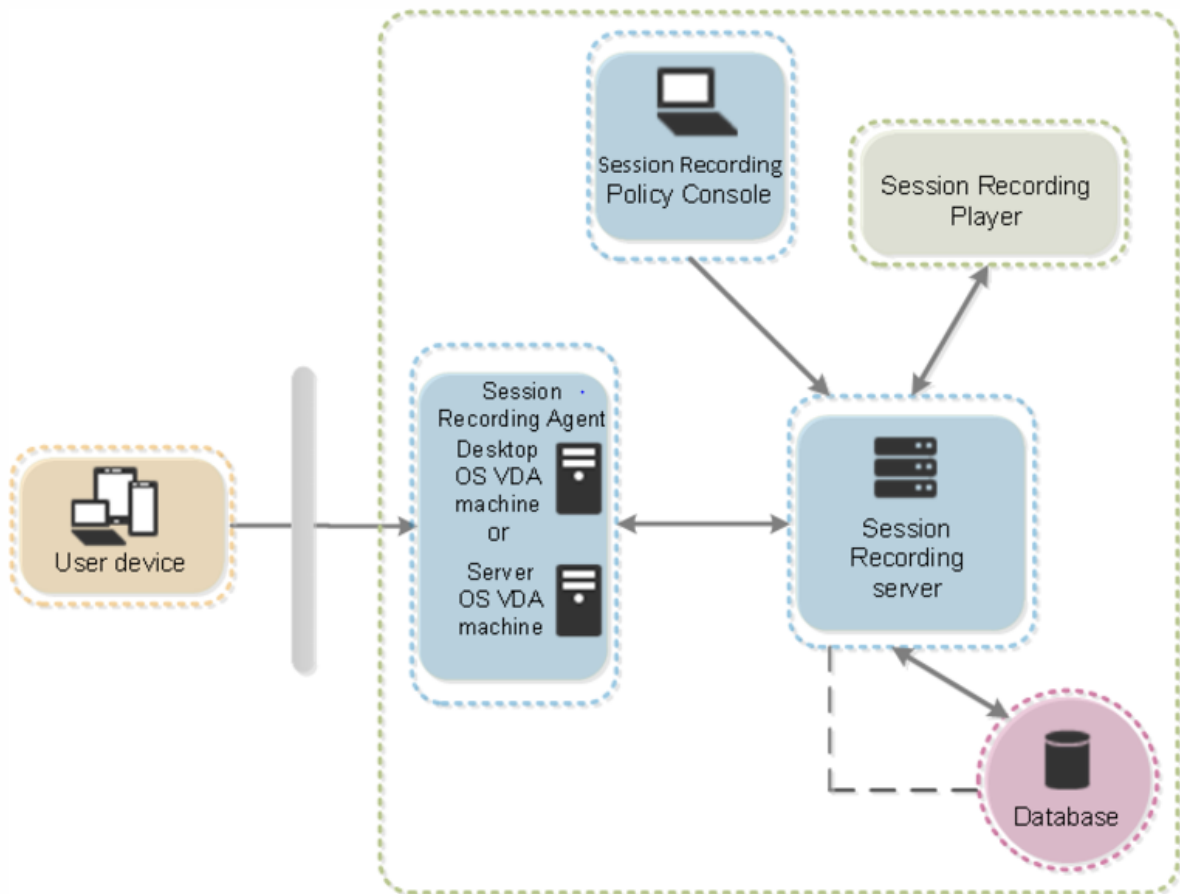 Session Recording
Policy Console
Session Recording
Player
Session
Recording Agent
Desktop
OS VDA
machine
or
Server
OS VDA
machine
User device
Session
Recording
server
Database